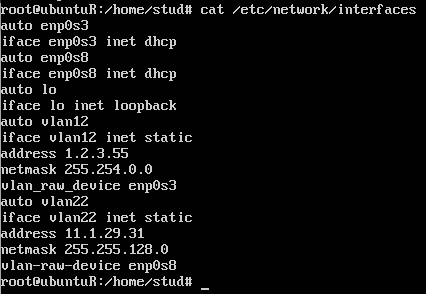 root@ubuntuR:/home/stud# cat /etc/network/interfaces
auto enp0s3
iface enp0s3 inet dhcp
auto enp0s8
iface enp0s8 inet dhcp
auto lo
iface lo inet loopback
auto vlan12
iface vlan12 inet static
address 1.2.3.55
netmask 255.254.0.0
vlan_raw_device enp0s3
auto vlan22
iface vlan22 inet static
address 11.1.29.31
netmask 255.255.128.0
vlan-raw-device enp0s8
root@ubuntuR:/home/stud# _